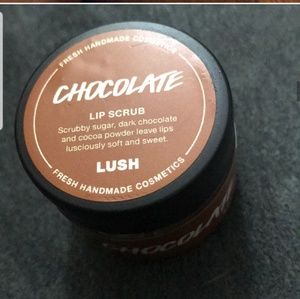 FRESH HANDMADE COSMETICS
CHOCOLATE
LIP SCRUB
Scrubby sugar, dark chocolate
and cocoa powder leave lips
lusciously soft and sweet.
LUSH
FRESH HANDMADE COSMETICS
CHOCOLATE